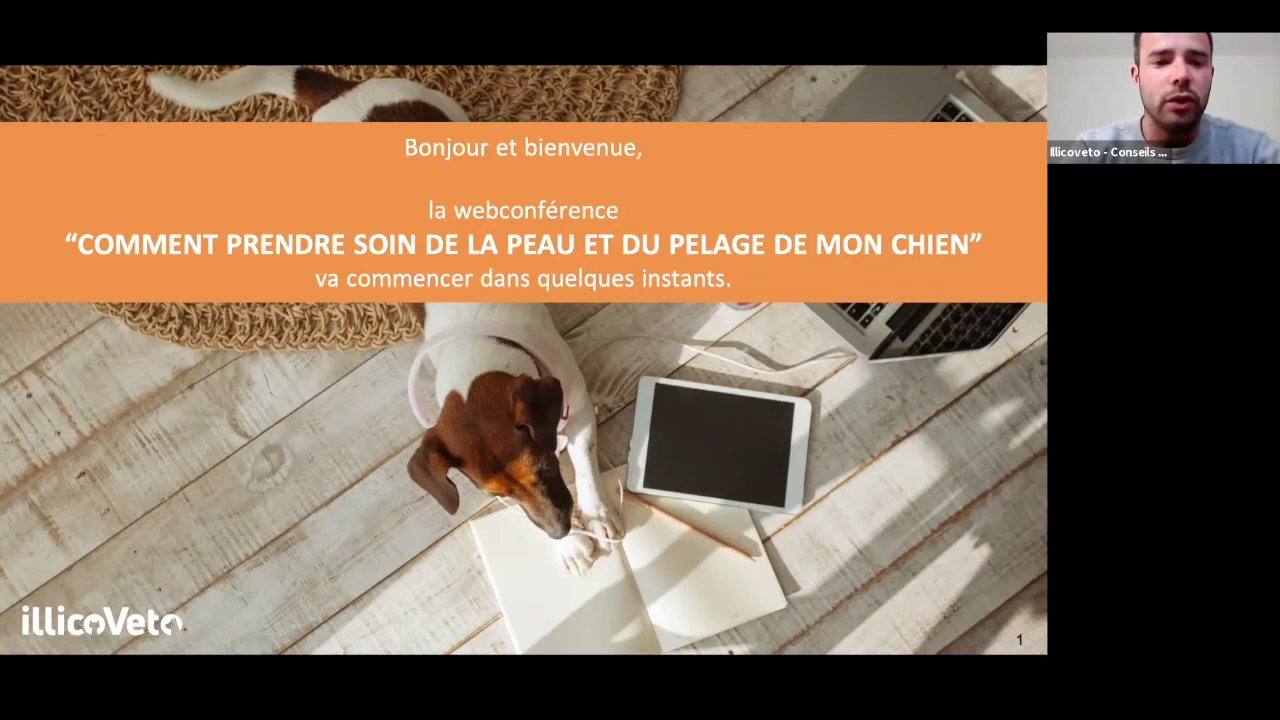 Bonjour et bienvenue,
la webconférence
“COMMENT PRENDRE SOIN DE LA PEAU ET DU PELAGE DE MON CHIEN”
va commencer dans quelques instants.
Illicoveto - Conseils ...
illicoVeto
1